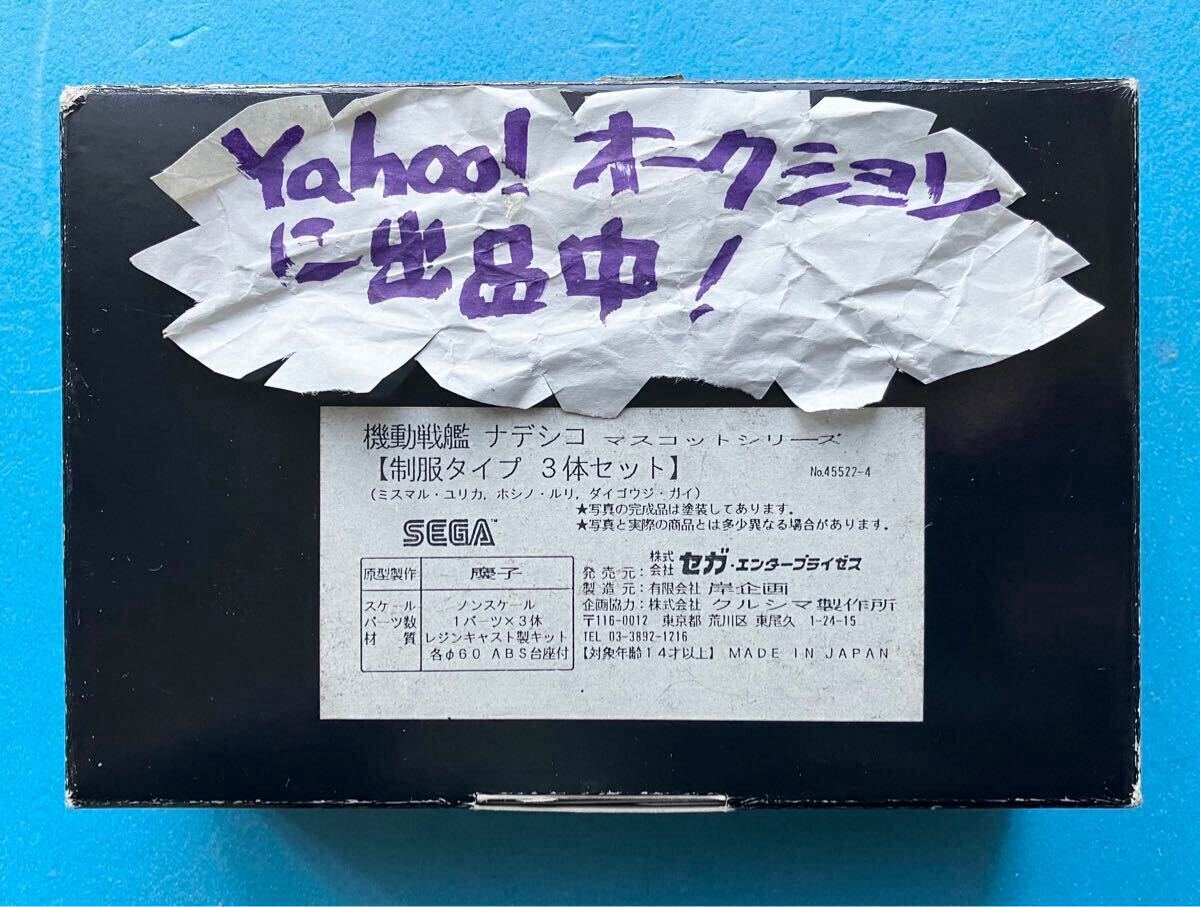 Yahoo! オークション
に出品中!
機動戦艦 ナデシコ マスコットシリーズ
【制服タイプ 3体セット】
No.45522-4
(ミスマル・ユリカ, ホシノ・ルリ, ダイゴウジ・ガイ)
★写真の完成品は塗装してあります。
★写真と実際の商品とは多少異なる場合があります。
SEGA™
原型製作 慶子
スケール ノンスケール
パーツ数 1パーツ×3体
材 質 レジンキャスト製キット
各φ60 ABS台座付
発 売 元:株式会社 セガ・エンタープライゼス
製 造 元:有限会社 岸企画
企画協力:株式会社 クルシマ製作所
〒116-0012 東京都 荒川区 東尾久 1-24-15
TEL 03-3892-1216
【対象年齢14才以上】 MADE IN JAPAN